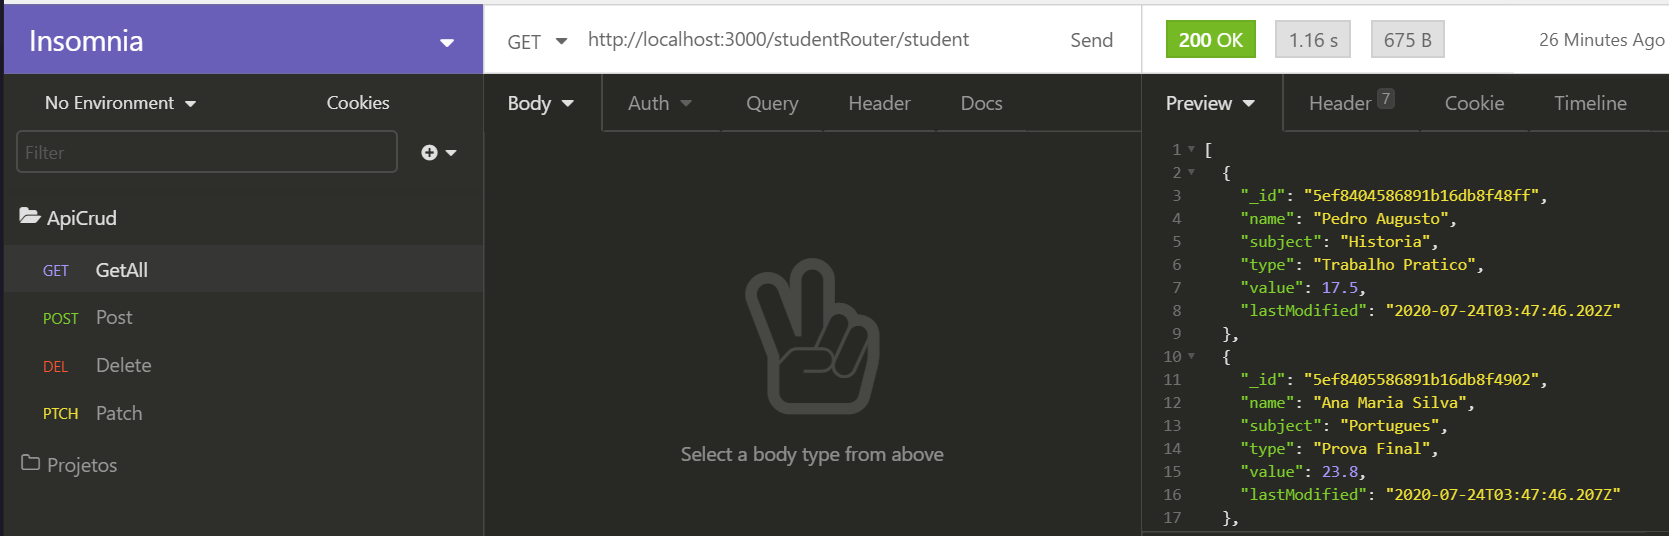 Insomnia
No Environment
Cookies
Filter
ApiCrud
GET GetAll
POST Post
DEL Delete
PTCH Patch
Projetos
GET http://localhost:3000/studentRouter/student Send
Body Auth Query Header Docs
Select a body type from above
200 OK 1.16 s 675 B 26 Minutes Ago
Preview Header 7 Cookie Timeline
1 [
2 {
3 "_id": "5ef8404586891b16db8f48ff",
4 "name": "Pedro Augusto",
5 "subject": "Historia",
6 "type": "Trabalho Pratico",
7 "value": 17.5,
8 "lastModified": "2020-07-24T03:47:46.202Z"
9 },
10 {
11 "_id": "5ef8405586891b16db8f4902",
12 "name": "Ana Maria Silva",
13 "subject": "Portugues",
14 "type": "Prova Final",
15 "value": 23.8,
16 "lastModified": "2020-07-24T03:47:46.207Z"
17 },